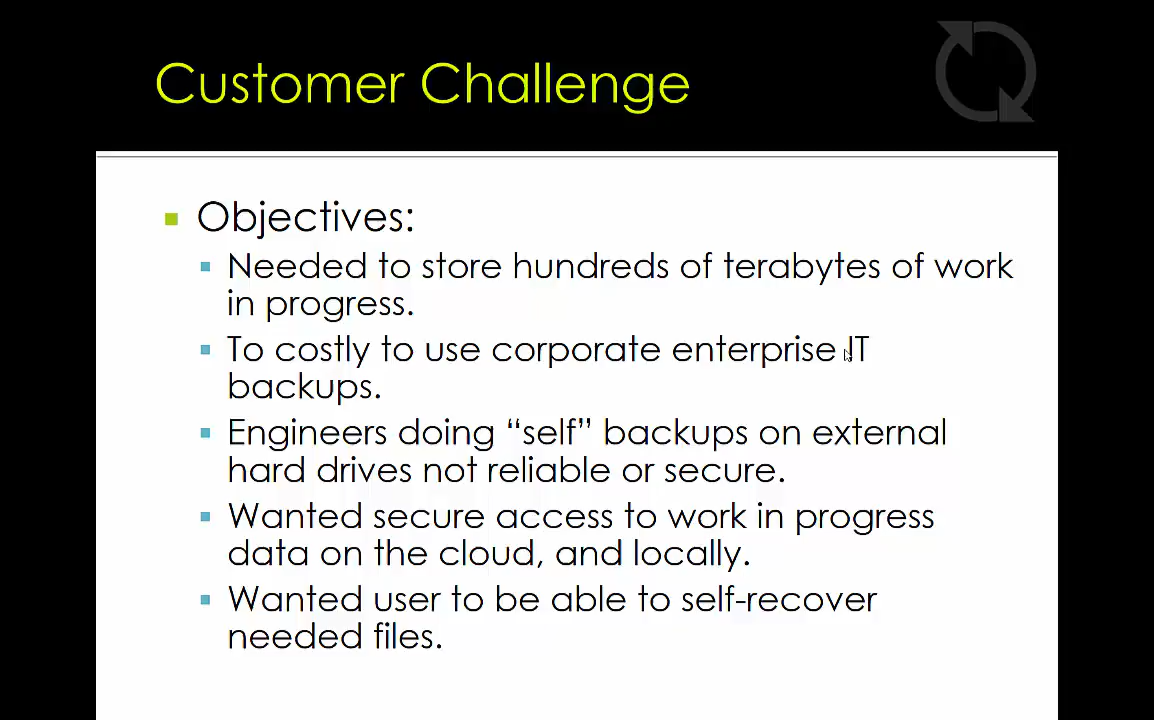 Customer Challenge
Objectives:
Needed to store hundreds of terabytes of work
in progress.
To costly to use corporate enterprise IT
backups.
Engineers doing “self” backups on external
hard drives not reliable or secure.
Wanted secure access to work in progress
data on the cloud, and locally.
Wanted user to be able to self-recover
needed files.